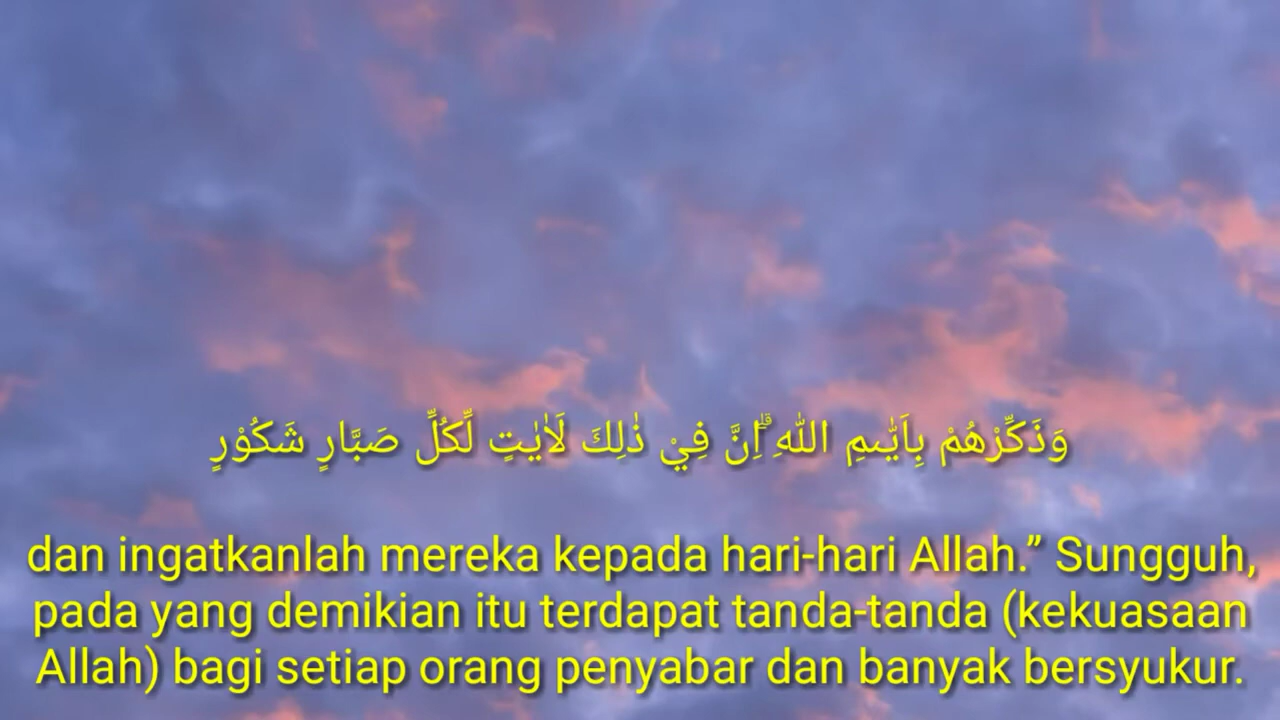 وَذَكِّرْهُمْ بِاَيّٰىمِ اللّٰهِ ۗاِنَّ فِيْ ذٰلِكَ لَاٰيٰتٍ لِّكُلِّ صَبَّارٍ شَكُوْرٍ
dan ingatkanlah mereka kepada hari-hari Allah.” Sungguh,
pada yang demikian itu terdapat tanda-tanda (kekuasaan
Allah) bagi setiap orang penyabar dan banyak bersyukur.